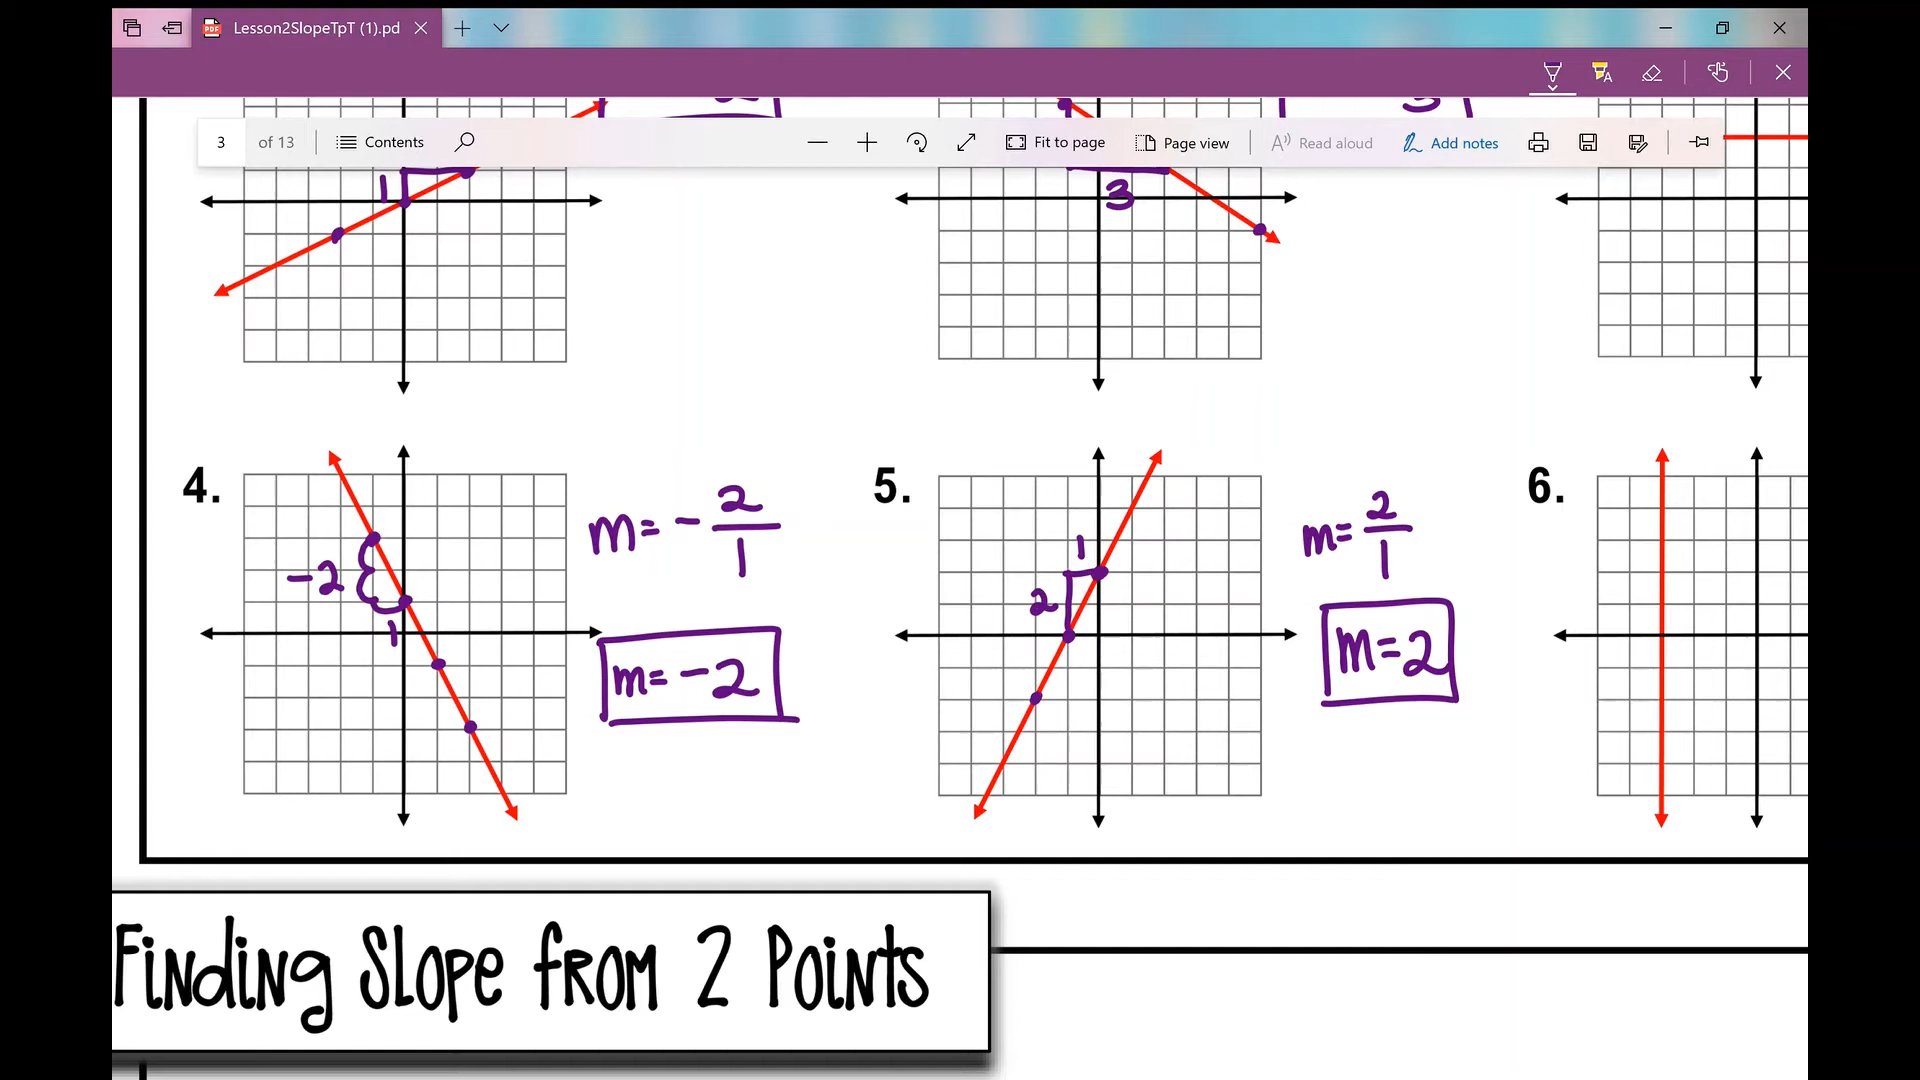 Lesson2SlopeTpT (1).pd
3 of 13 Contents Fit to page Page view Read aloud Add notes
1
3
4.
-2
1
m= - 2/1
m= -2
5.
1
2
m= 2/1
m=2
6.
Finding Slope from 2 Points